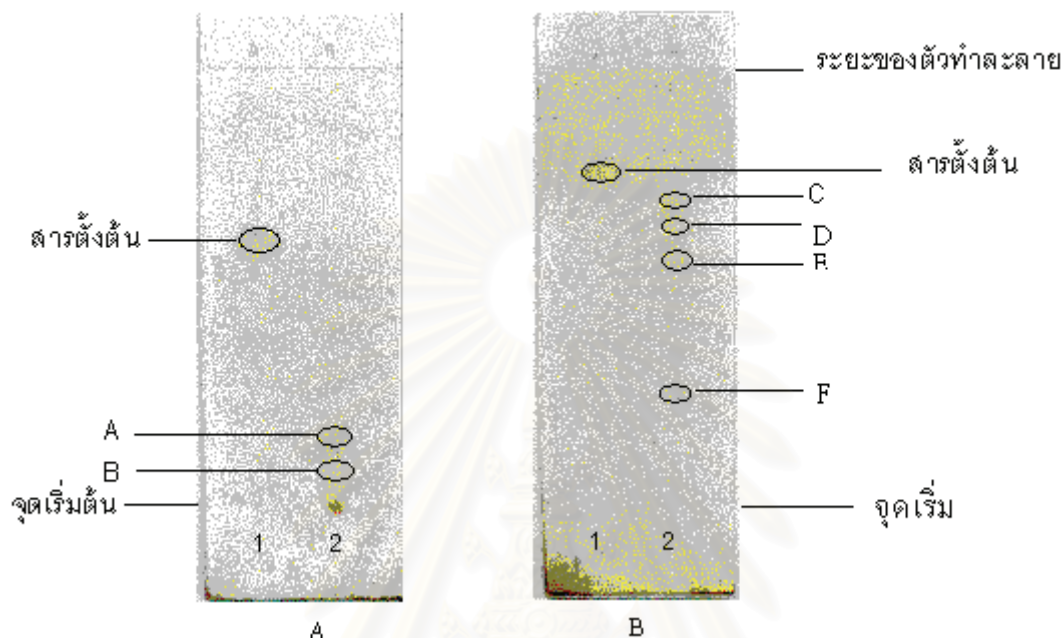 ระยะของตัวทำละลาย
สารตั้งต้น
C
D
E
สารตั้งต้น
F
A
B
จุดเริ่มต้น
จุดเริ่ม
1 2
1 2
A
B